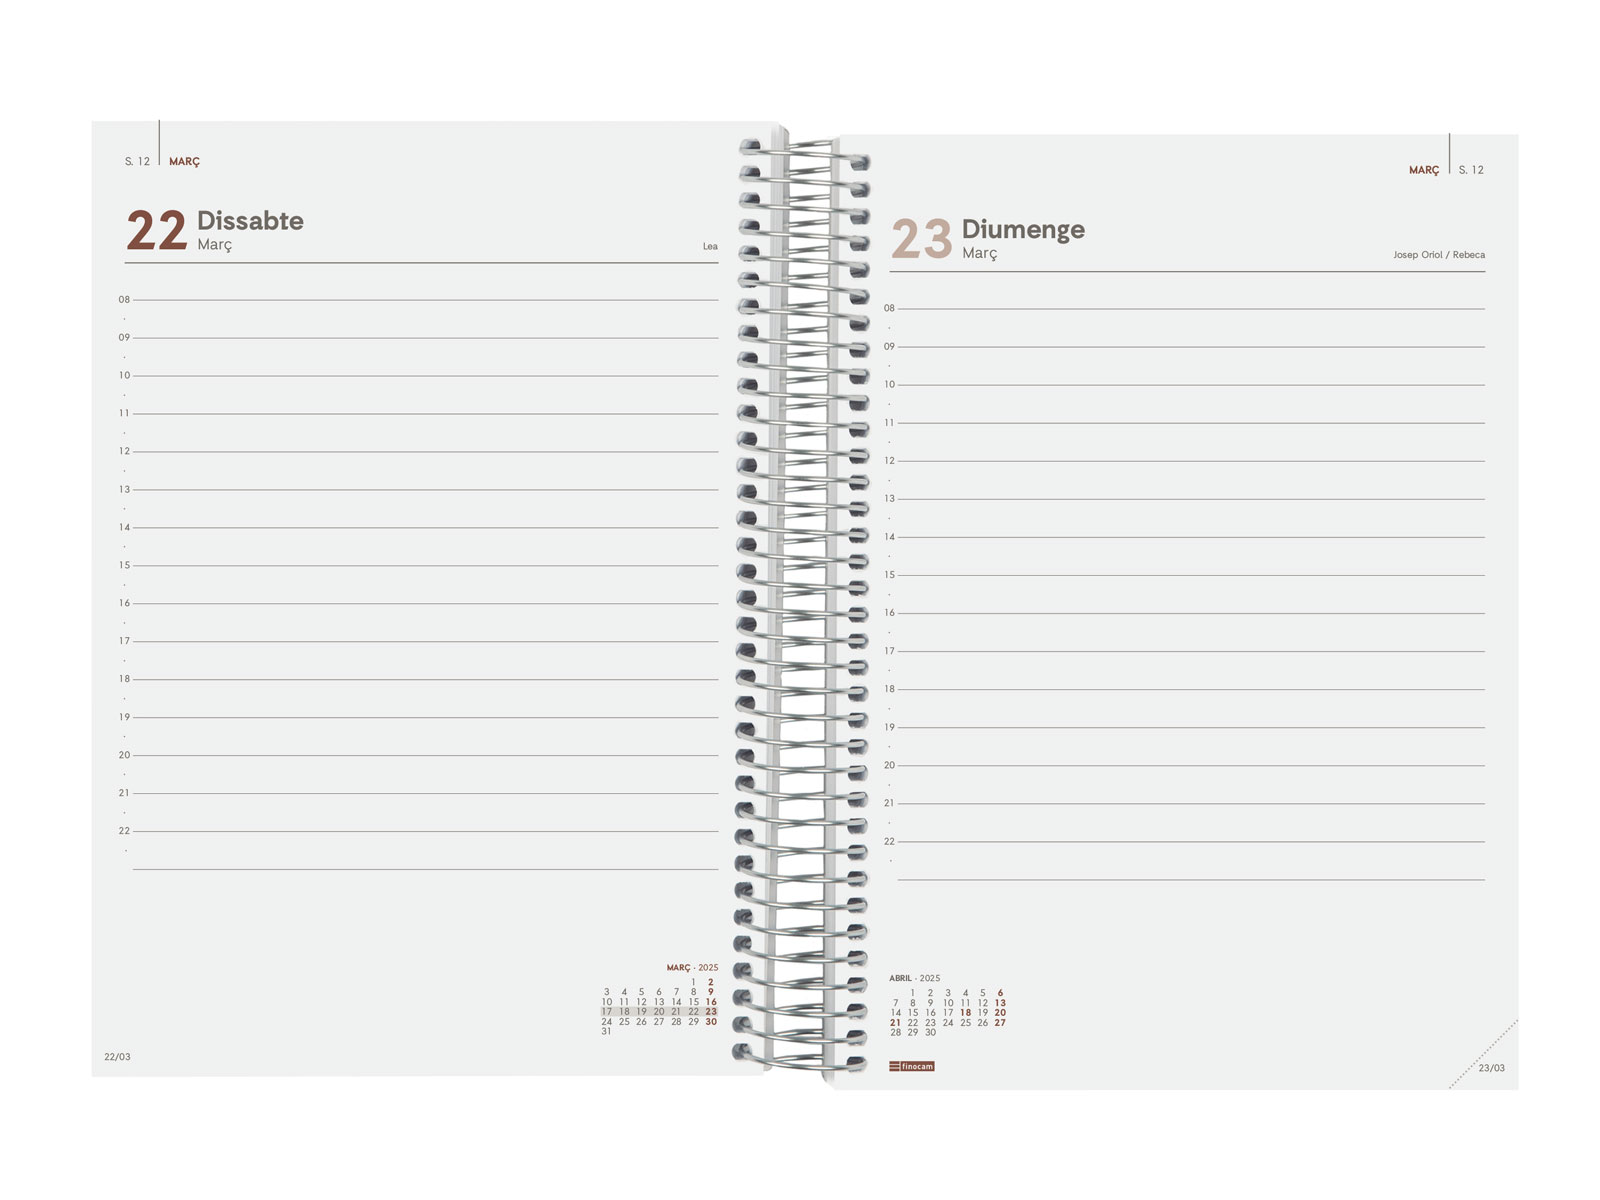 S. 12 MARÇ
22 Dissabte
Març
Lea
08
09
10
11
12
13
14
15
16
17
18
19
20
21
22
MARÇ - 2025
1 2
3 4 5 6 7 8 9
10 11 12 13 14 15 16
17 18 19 20 21 22 23
24 25 26 27 28 29 30
31
22/03
MARÇ S. 12
23 Diumenge
Març
Josep Oriol / Rebeca
08
09
10
11
12
13
14
15
16
17
18
19
20
21
22
ABRIL - 2025
1 2 3 4 5 6
7 8 9 10 11 12 13
14 15 16 17 18 19 20
21 22 23 24 25 26 27
28 29 30
finocam
23/03